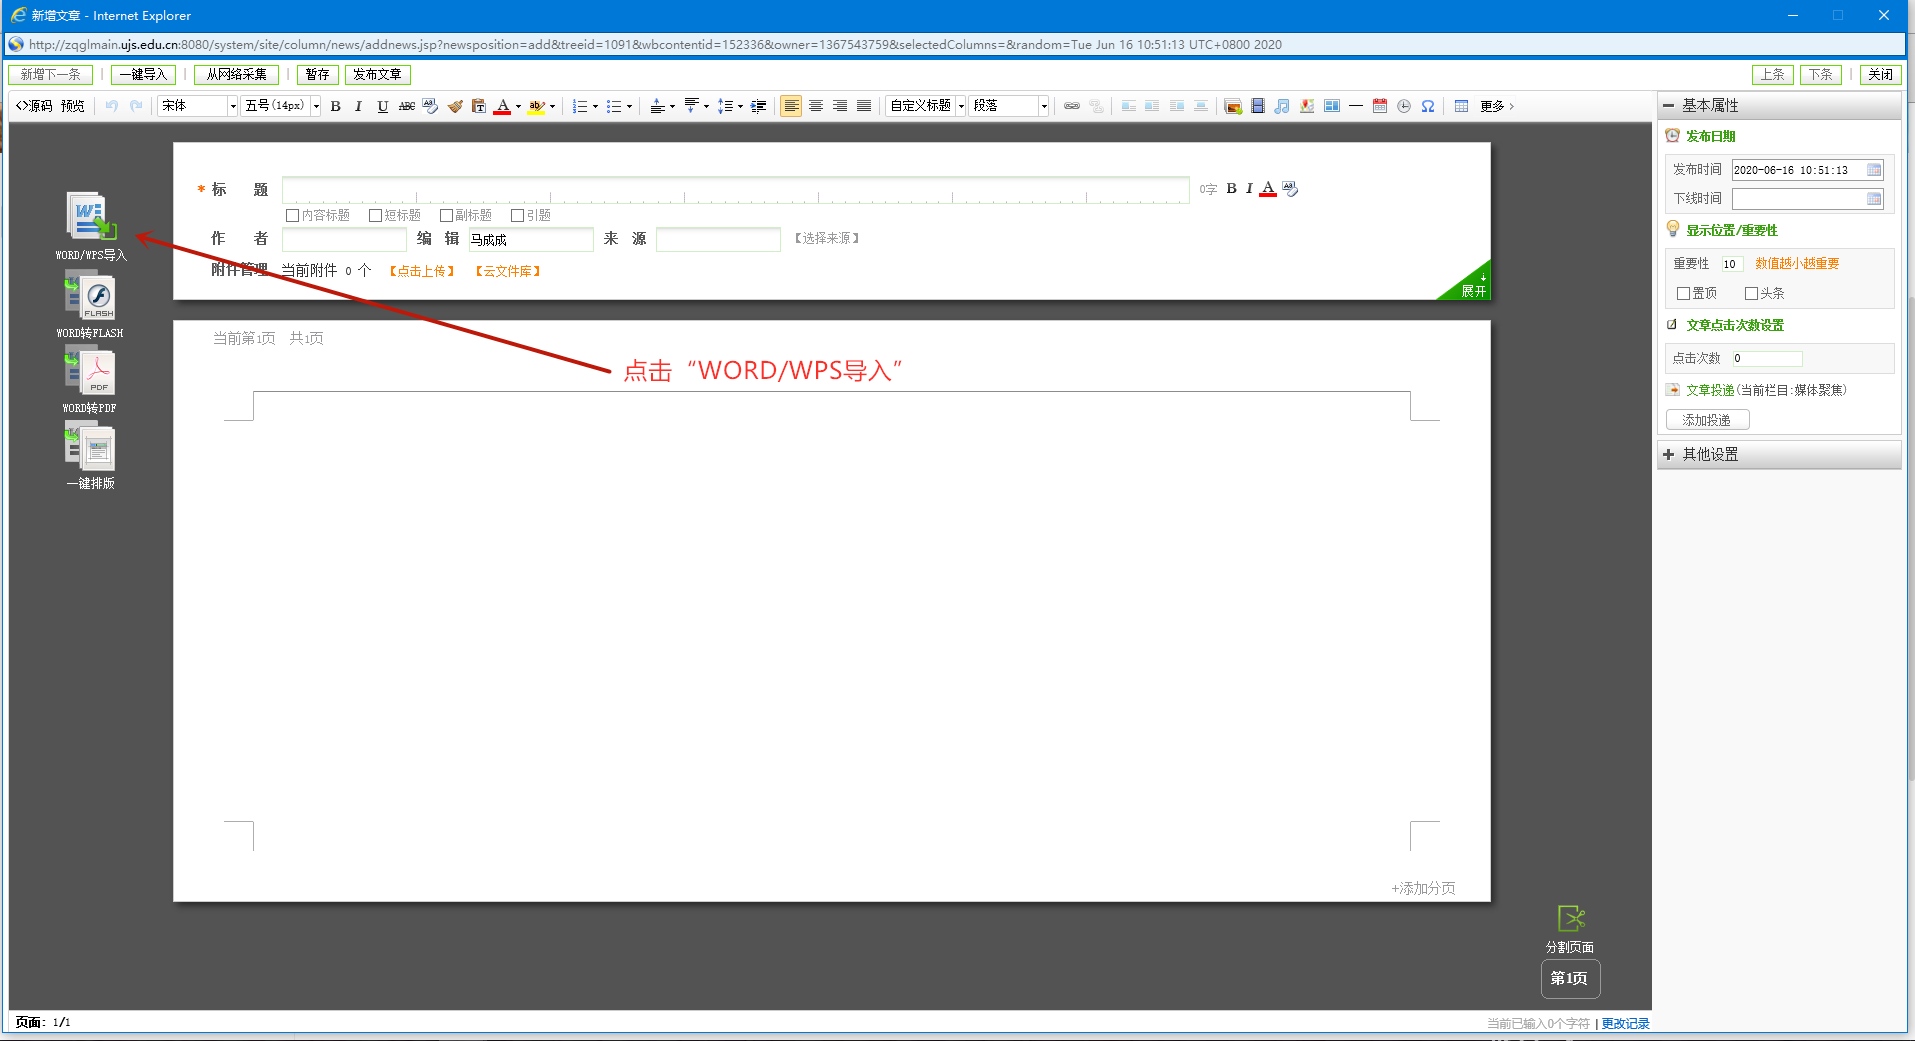 新增文章 - Internet Explorer
http://zqglmain.ujs.edu.cn:8080/system/site/column/news/addnews.jsp?newsposition=add&treeid=1091&wbcontentid=152336&owner=1367543759&selectedColumns=&random=Tue Jun 16 10:51:13 UTC+0800 2020
新增下一条 | 一键导入 | 从网络采集 | 暂存 发布文章 上条 下条 | 关闭
<>源码 预览 宋体 五号(14px) B I U ABC A 自定义标题 段落 更多
基本属性
发布日期
发布时间 2020-06-16 10:51:13
下线时间
显示位置/重要性
重要性 10 数值越小越重要
置顶 头条
文章点击次数设置
点击次数 0
文章投递(当前栏目:媒体聚焦)
添加投递
其他设置
WORD/WPS导入
FLASH
WORD转FLASH
PDF
WORD转PDF
一键排版
* 标 题 0字 B I A
内容标题 短标题 副标题 引题
作 者 编 辑 马成成 来 源 【选择来源】
附件管理 当前附件 0 个 【点击上传】 【云文件库】
展开
当前第1页 共1页
点击“WORD/WPS导入”
+添加分页
分割页面
第1页
页面: 1/1
当前已输入0个字符 | 更改记录